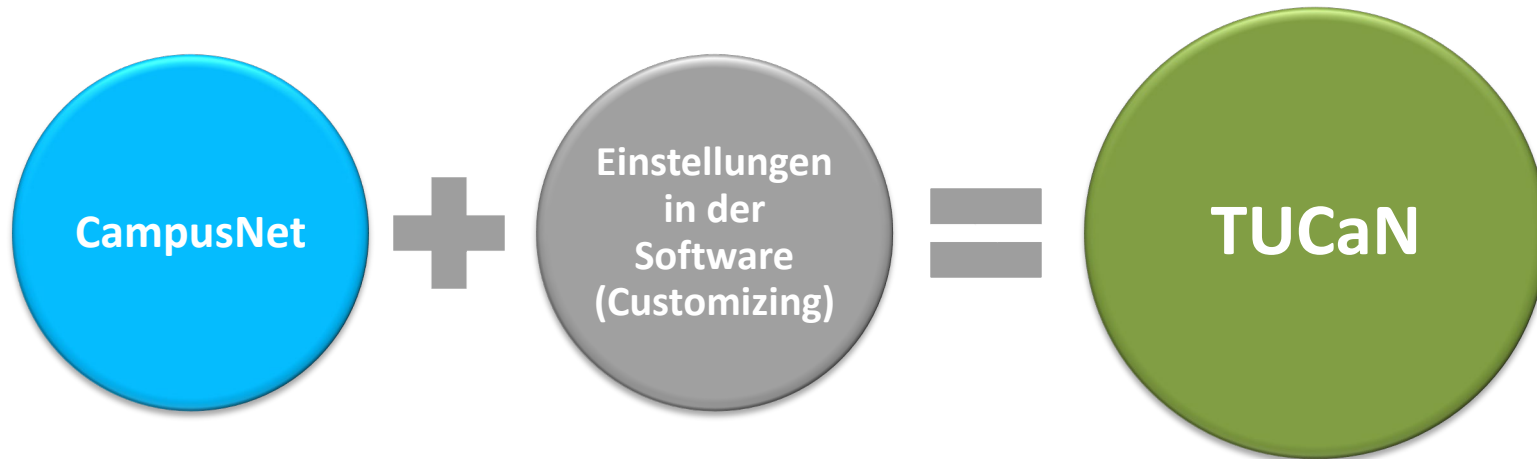 CampusNet
Einstellungen
in der
Software
(Customizing)
TUCaN